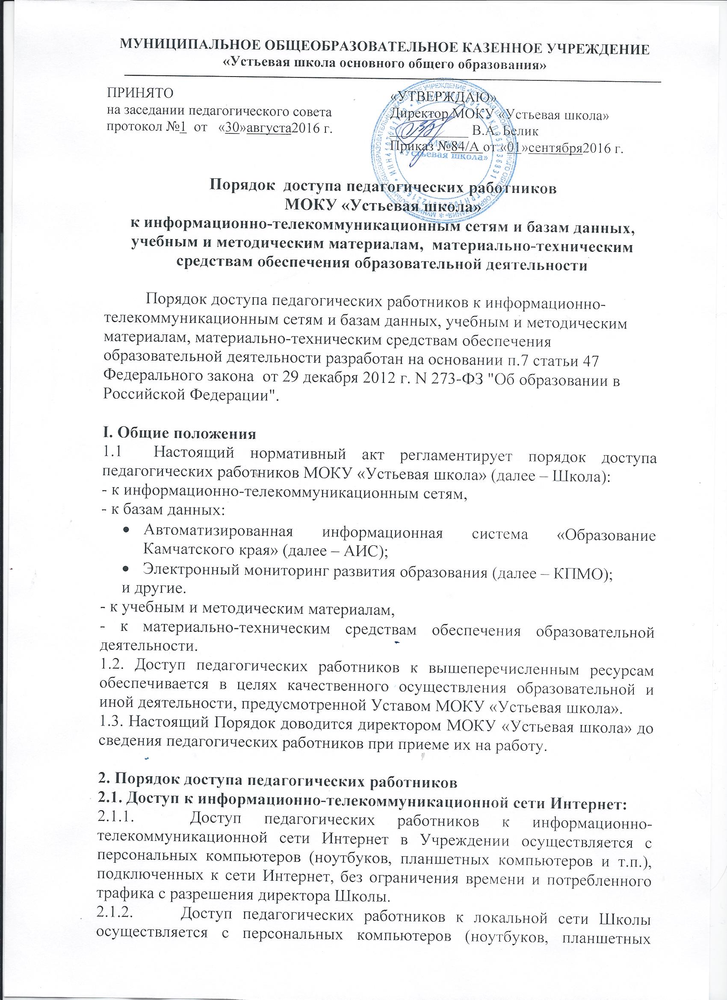 МУНИЦИПАЛЬНОЕ ОБЩЕОБРАЗОВАТЕЛЬНОЕ КАЗЕННОЕ УЧРЕЖДЕНИЕ
«Устьевая школа основного общего образования»
ПРИНЯТО
на заседании педагогического совета
протокол №1 от «30»августа2016 г.
«УТВЕРЖДАЮ»
Директор МОКУ «Устьевая школа»
____________ В.А. Белик
Приказ №84/А от «01»сентября2016 г.
МОКУ
«Устьевая школа»
Порядок доступа педагогических работников
МОКУ «Устьевая школа»
к информационно-телекоммуникационным сетям и базам данных,
учебным и методическим материалам, материально-техническим
средствам обеспечения образовательной деятельности
Порядок доступа педагогических работников к информационно-
телекоммуникационным сетям и базам данных, учебным и методическим
материалам, материально-техническим средствам обеспечения
образовательной деятельности разработан на основании п.7 статьи 47
Федерального закона от 29 декабря 2012 г. N 273-ФЗ "Об образовании в
Российской Федерации".
I. Общие положения
1.1 Настоящий нормативный акт регламентирует порядок доступа
педагогических работников МОКУ «Устьевая школа» (далее – Школа):
- к информационно-телекоммуникационным сетям,
- к базам данных:
• Автоматизированная информационная система «Образование
Камчатского края» (далее – АИС);
• Электронный мониторинг развития образования (далее – КПМО);
и другие.
- к учебным и методическим материалам,
- к материально-техническим средствам обеспечения образовательной
деятельности.
1.2. Доступ педагогических работников к вышеперечисленным ресурсам
обеспечивается в целях качественного осуществления образовательной и
иной деятельности, предусмотренной Уставом МОКУ «Устьевая школа».
1.3. Настоящий Порядок доводится директором МОКУ «Устьевая школа» до
сведения педагогических работников при приеме их на работу.
2. Порядок доступа педагогических работников
2.1. Доступ к информационно-телекоммуникационной сети Интернет:
2.1.1. Доступ педагогических работников к информационно-
телекоммуникационной сети Интернет в Учреждении осуществляется с
персональных компьютеров (ноутбуков, планшетных компьютеров и т.п.),
подключенных к сети Интернет, без ограничения времени и потребленного
трафика с разрешения директора Школы.
2.1.2. Доступ педагогических работников к локальной сети Школы
осуществляется с персональных компьютеров (ноутбуков, планшетных